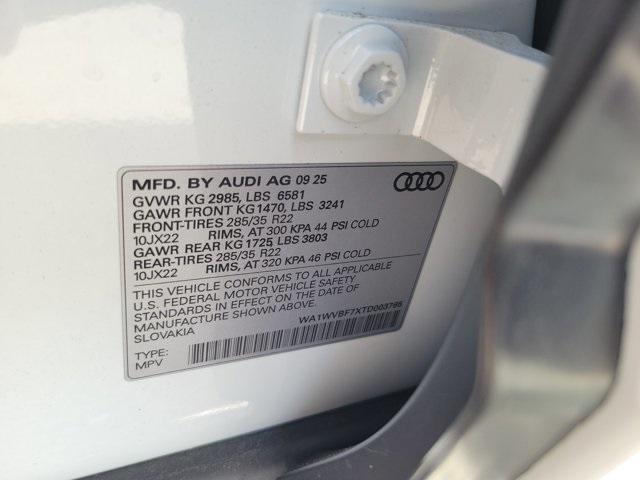 MFD. BY AUDI AG 09 25
GVWR KG 2985, LBS 6581
GAWR FRONT KG 1470, LBS 3241
FRONT-TIRES 285/35 R22
10JX22 RIMS, AT 300 KPA 44 PSI COLD
GAWR REAR KG 1725, LBS 3803
REAR-TIRES 285/35 R22
10JX22 RIMS, AT 320 KPA 46 PSI COLD
THIS VEHICLE CONFORMS TO ALL APPLICABLE
U.S. FEDERAL MOTOR VEHICLE SAFETY
STANDARDS IN EFFECT ON THE DATE OF
MANUFACTURE SHOWN ABOVE.
SLOVAKIA
WA1WVBF7XTD003765
TYPE:
MPV